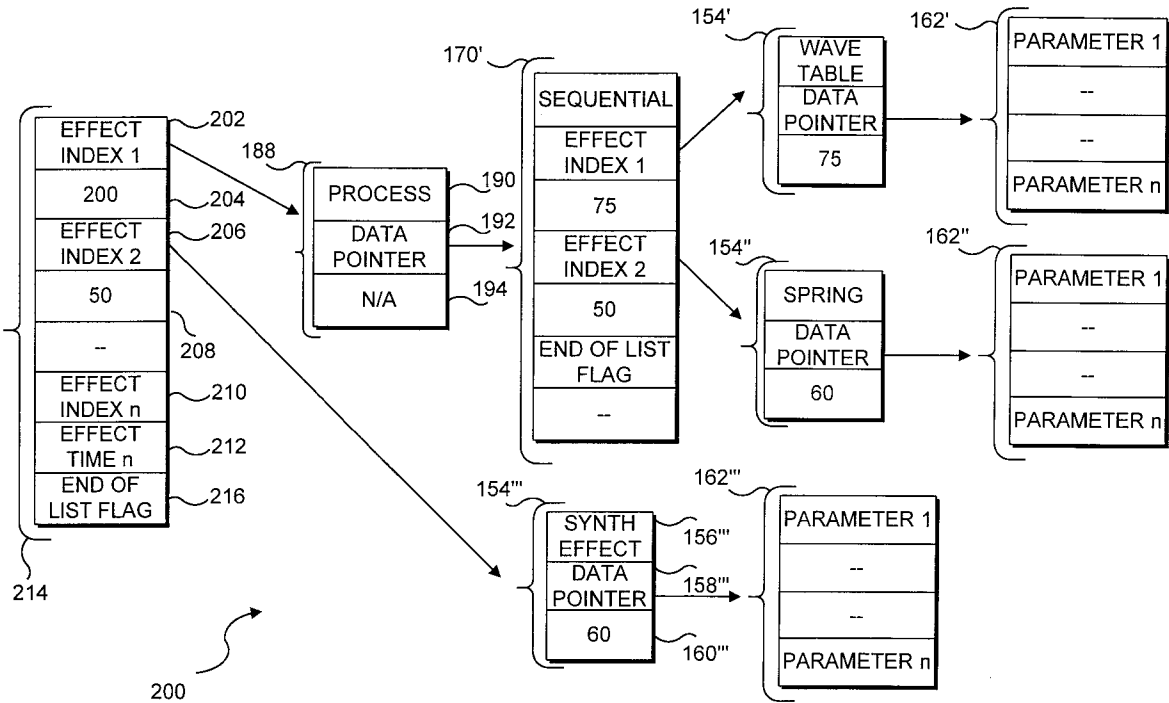 EFFECT
INDEX 1
200
EFFECT
INDEX 2
50
--
EFFECT
INDEX n
EFFECT
TIME n
END OF
LIST FLAG
202
204
206
208
210
212
216
214
200
188
PROCESS
DATA
POINTER
N/A
190
192
194
170'
SEQUENTIAL
EFFECT
INDEX 1
75
EFFECT
INDEX 2
50
END OF LIST
FLAG
--
154'
WAVE
TABLE
DATA
POINTER
75
162'
PARAMETER 1
--
--
PARAMETER n
154"
SPRING
DATA
POINTER
60
162"
PARAMETER 1
--
--
PARAMETER n
154'''
SYNTH
EFFECT
DATA
POINTER
60
156'''
158'''
160'''
162'''
PARAMETER 1
--
--
PARAMETER n